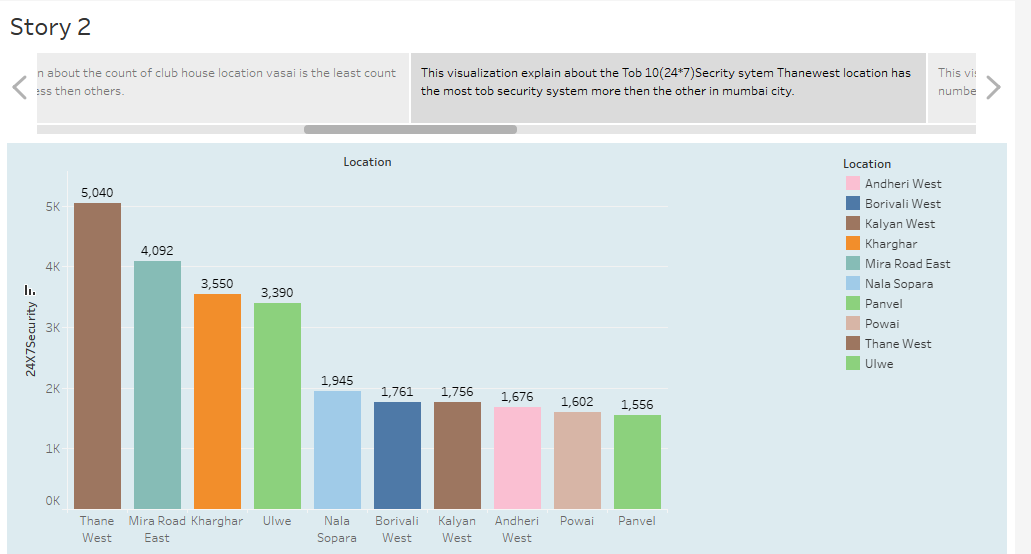 Story 2
n about the count of club house location vasai is the least count
ess then others.
This visualization explain about the Tob 10(24*7)Secrity sytem Thanewest location has
the most tob security system more then the other in mumbai city.
This
numbe
Location
24X7Security
5K
4K
3K
2K
1K
0K
5,040
4,092
3,550
3,390
1,945
1,761
1,756
1,676
1,602
1,556
Thane West
Mira Road East
Kharghar
Ulwe
Nala Sopara
Borivali West
Kalyan West
Andheri West
Powai
Panvel
Location
Andheri West
Borivali West
Kalyan West
Kharghar
Mira Road East
Nala Sopara
Panvel
Powai
Thane West
Ulwe